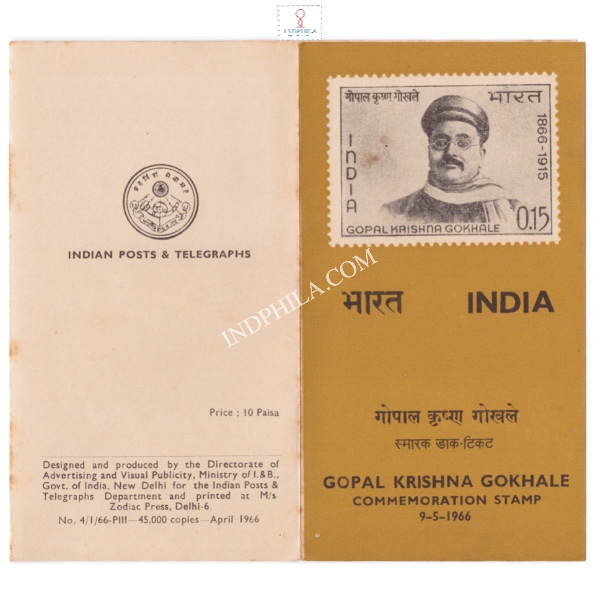 INDPHILA
INDIAN POSTS & TELEGRAPHS
Price : 10 Paisa
Designed and produced by the Directorate of
Advertising and Visual Publicity, Ministry of I.&B.,
Govt. of India, New Delhi for the Indian Posts &
Telegraphs Department and printed at M/s.
Zodiac Press, Delhi-6.
No. 4/1/66-PIII—45,000 copies—April 1966
गोपाल कृष्ण गोखले भारत
INDIA
1866-1915
GOPAL KRISHNA GOKHALE 0.15
भारत INDIA
गोपाल कृष्ण गोखले
स्मारक डाक-टिकट
GOPAL KRISHNA GOKHALE
COMMEMORATION STAMP
9-5-1966
INDPHILA.COM